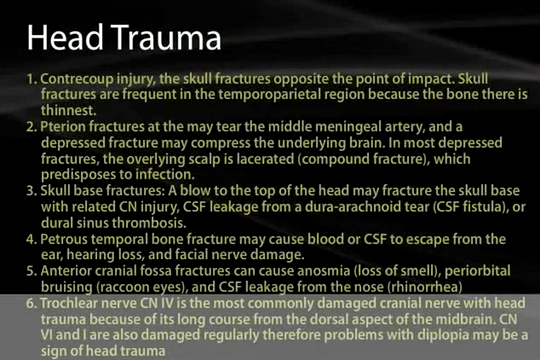 Head Trauma
1. Contrecoup injury, the skull fractures opposite the point of impact. Skull
fractures are frequent in the temporoparietal region because the bone there is
thinnest.
2. Pterion fractures at the may tear the middle meningeal artery, and a
depressed fracture may compress the underlying brain. In most depressed
fractures, the overlying scalp is lacerated (compound fracture), which
predisposes to infection.
3. Skull base fractures: A blow to the top of the head may fracture the skull base
with related CN injury, CSF leakage from a dura-arachnoid tear (CSF fistula), or
dural sinus thrombosis.
4. Petrous temporal bone fracture may cause blood or CSF to escape from the
ear, hearing loss, and facial nerve damage.
5. Anterior cranial fossa fractures can cause anosmia (loss of smell), periorbital
bruising (raccoon eyes), and CSF leakage from the nose (rhinorrhea)
6. Trochlear nerve CN IV is the most commonly damaged cranial nerve with head
trauma because of its long course from the dorsal aspect of the midbrain. CN
VI and I are also damaged regularly therefore problems with diplopia may be a
sign of head trauma